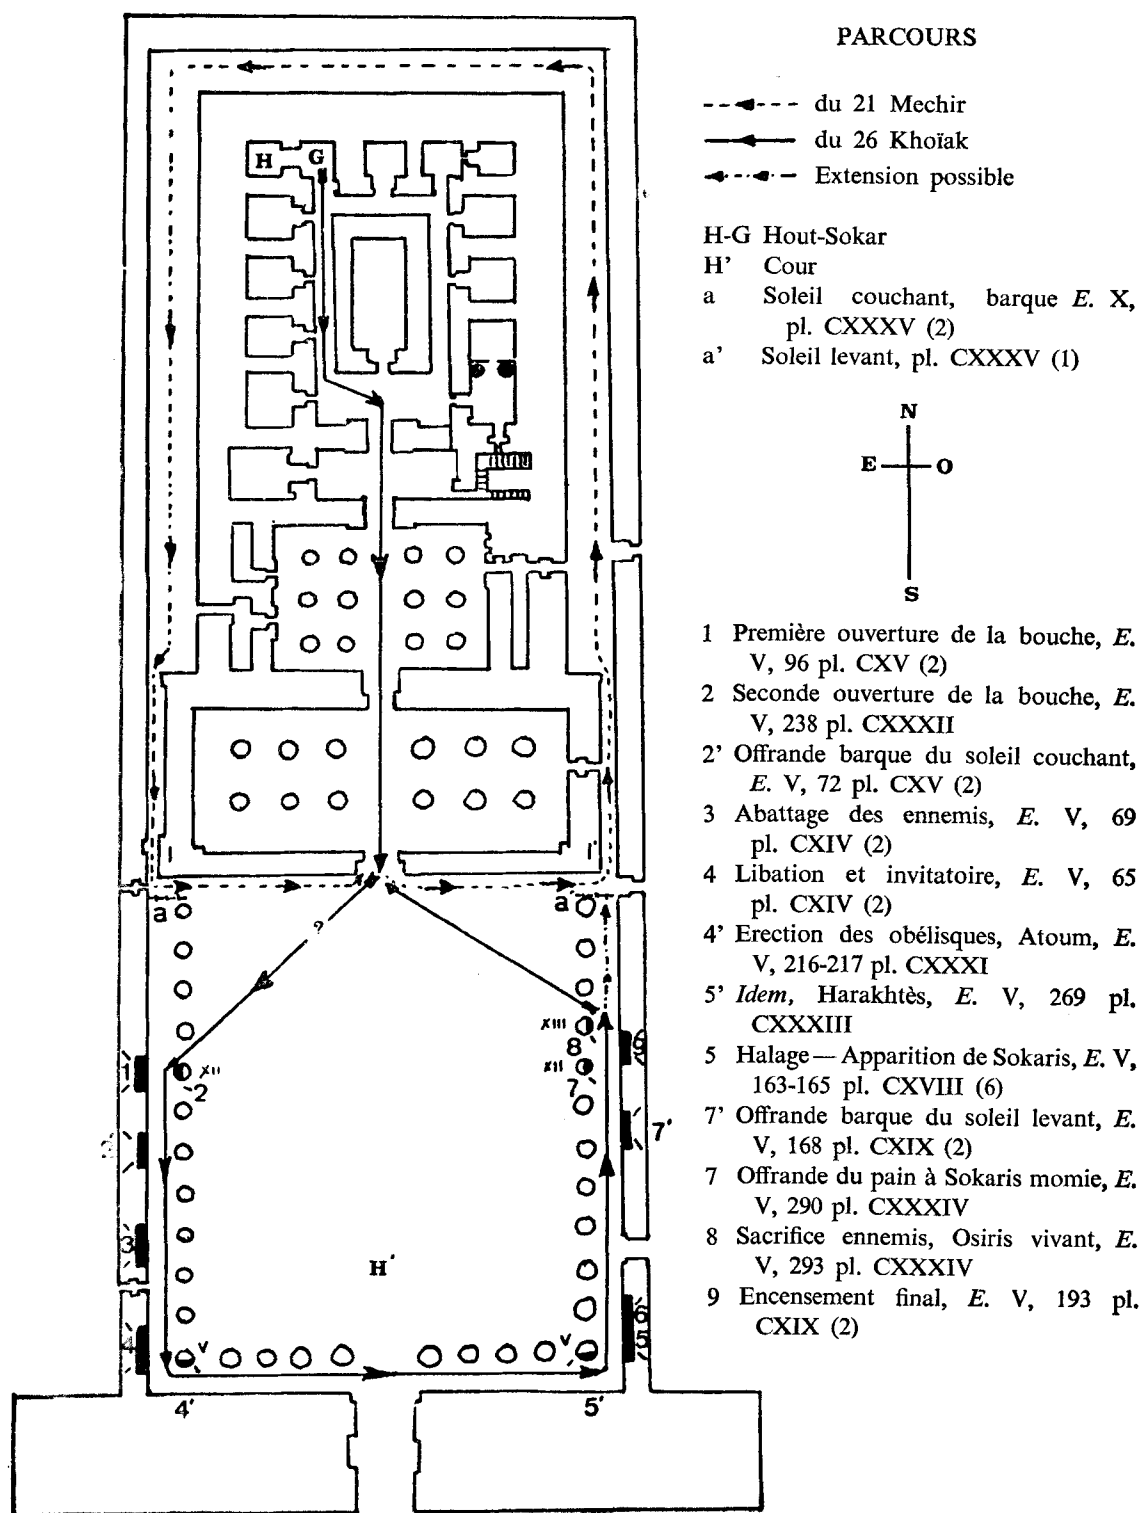 PARCOURS
du 21 Mechir
du 26 Khoïak
Extension possible
H-G Hout-Sokar
H' Cour
a Soleil couchant, barque E. X,
pl. CXXXV (2)
a' Soleil levant, pl. CXXXV (1)
N
E O
S
1 Première ouverture de la bouche, E.
V, 96 pl. CXV (2)
2 Seconde ouverture de la bouche, E.
V, 238 pl. CXXXII
2' Offrande barque du soleil couchant,
E. V, 72 pl. CXV (2)
3 Abattage des ennemis, E. V, 69
pl. CXIV (2)
4 Libation et invitatoire, E. V, 65
pl. CXIV (2)
4' Erection des obélisques, Atoum, E.
V, 216-217 pl. CXXXI
5' Idem, Harakhtès, E. V, 269 pl.
CXXXIII
5 Halage — Apparition de Sokaris, E. V,
163-165 pl. CXVIII (6)
7' Offrande barque du soleil levant, E.
V, 168 pl. CXIX (2)
7 Offrande du pain à Sokaris momie, E.
V, 290 pl. CXXXIV
8 Sacrifice ennemis, Osiris vivant, E.
V, 293 pl. CXXXIV
9 Encensement final, E. V, 193 pl.
CXIX (2)
H G
a a'
?
XIII
8
XII
7
1 XII
2
7'
3
H'
4 V V
6
5
4' 5'